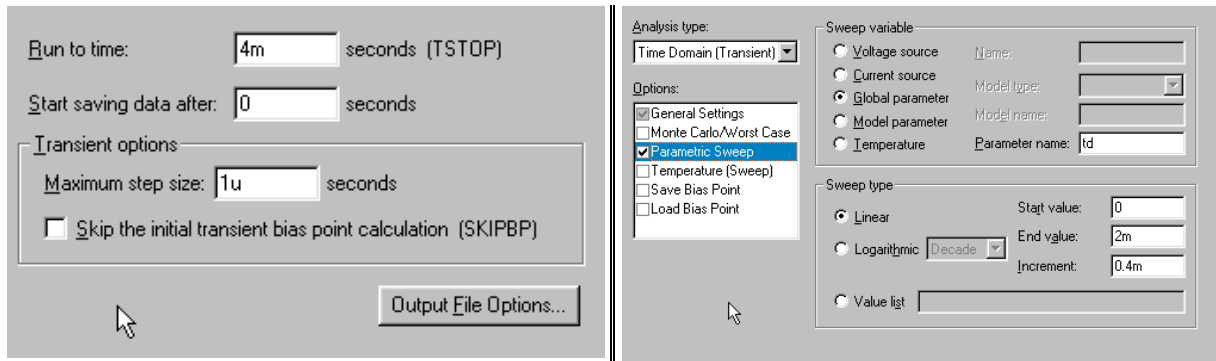 Run to time: 4m seconds (TSTOP)
Start saving data after: 0 seconds
Transient options
Maximum step size: 1u seconds
Skip the initial transient bias point calculation (SKIPBP)
Output File Options...
Analysis type:
Time Domain (Transient)
Options:
General Settings
Monte Carlo/Worst Case
Parametric Sweep
Temperature (Sweep)
Save Bias Point
Load Bias Point
Sweep variable
Voltage source
Current source
Global parameter
Model parameter
Temperature
Name:
Model type:
Model name:
Parameter name: td
Sweep type
Linear
Logarithmic Decade
Value list
Start value: 0
End value: 2m
Increment: 0.4m